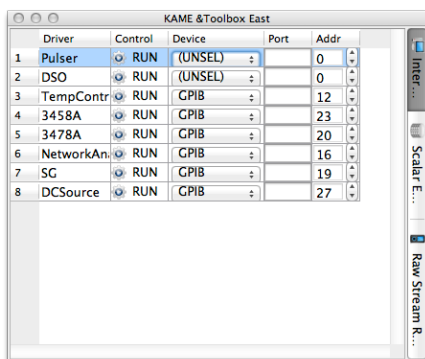 KAME &Toolbox East
Driver Control Device Port Addr
1 Pulser RUN (UNSEL) 0
2 DSO RUN (UNSEL) 0
3 TempContr RUN GPIB 12
4 3458A RUN GPIB 23
5 3478A RUN GPIB 20
6 NetworkAn RUN GPIB 16
7 SG RUN GPIB 19
8 DCSource RUN GPIB 27
Inter...
Scalar E...
Raw Stream R...